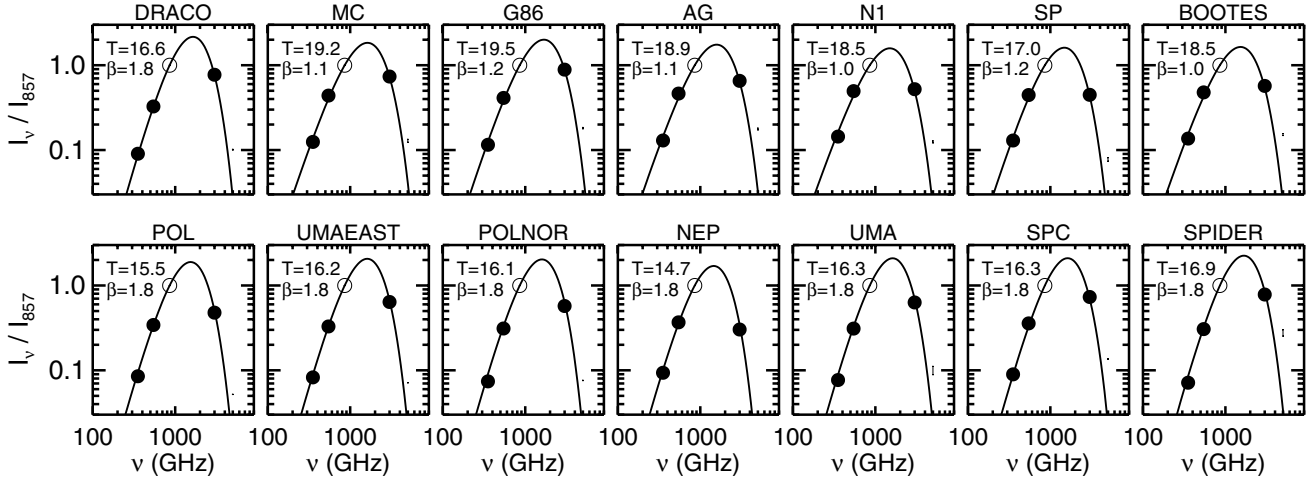 DRACO MC G86 AG N1 SP BOOTES
T=16.6 T=19.2 T=19.5 T=18.9 T=18.5 T=17.0 T=18.5
β=1.8 β=1.1 β=1.2 β=1.1 β=1.0 β=1.2 β=1.0
1.0
0.1
Iν / I857
POL UMAEAST POLNOR NEP UMA SPC SPIDER
T=15.5 T=16.2 T=16.1 T=14.7 T=16.3 T=16.3 T=16.9
β=1.8 β=1.8 β=1.8 β=1.8 β=1.8 β=1.8 β=1.8
1.0
0.1
Iν / I857
100 1000 100 1000 100 1000 100 1000 100 1000 100 1000 100 1000
ν (GHz) ν (GHz) ν (GHz) ν (GHz) ν (GHz) ν (GHz) ν (GHz)